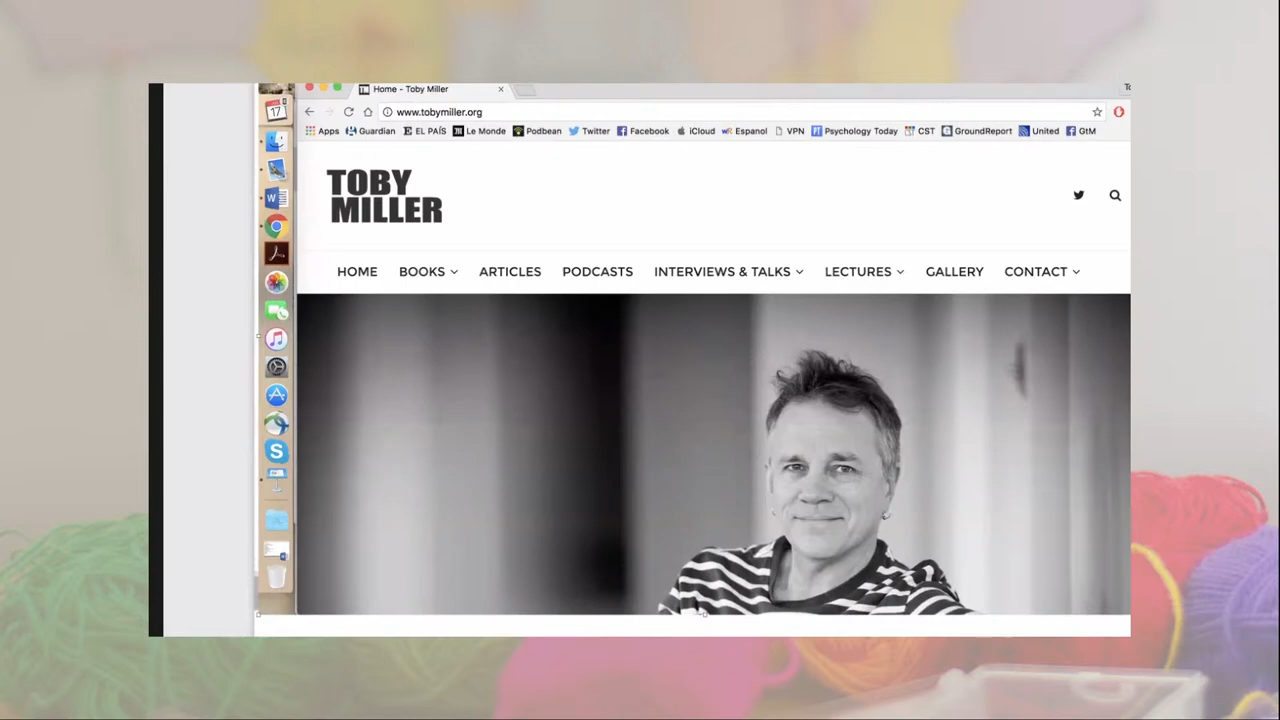 Home - Toby Miller
www.tobymiller.org
Apps Guardian EL PAÍS Le Monde Podbean Twitter Facebook iCloud Espanol VPN Psychology Today CST GroundReport United GtM
TOBY
MILLER
HOME BOOKS ARTICLES PODCASTS INTERVIEWS & TALKS LECTURES GALLERY CONTACT
17
W
S